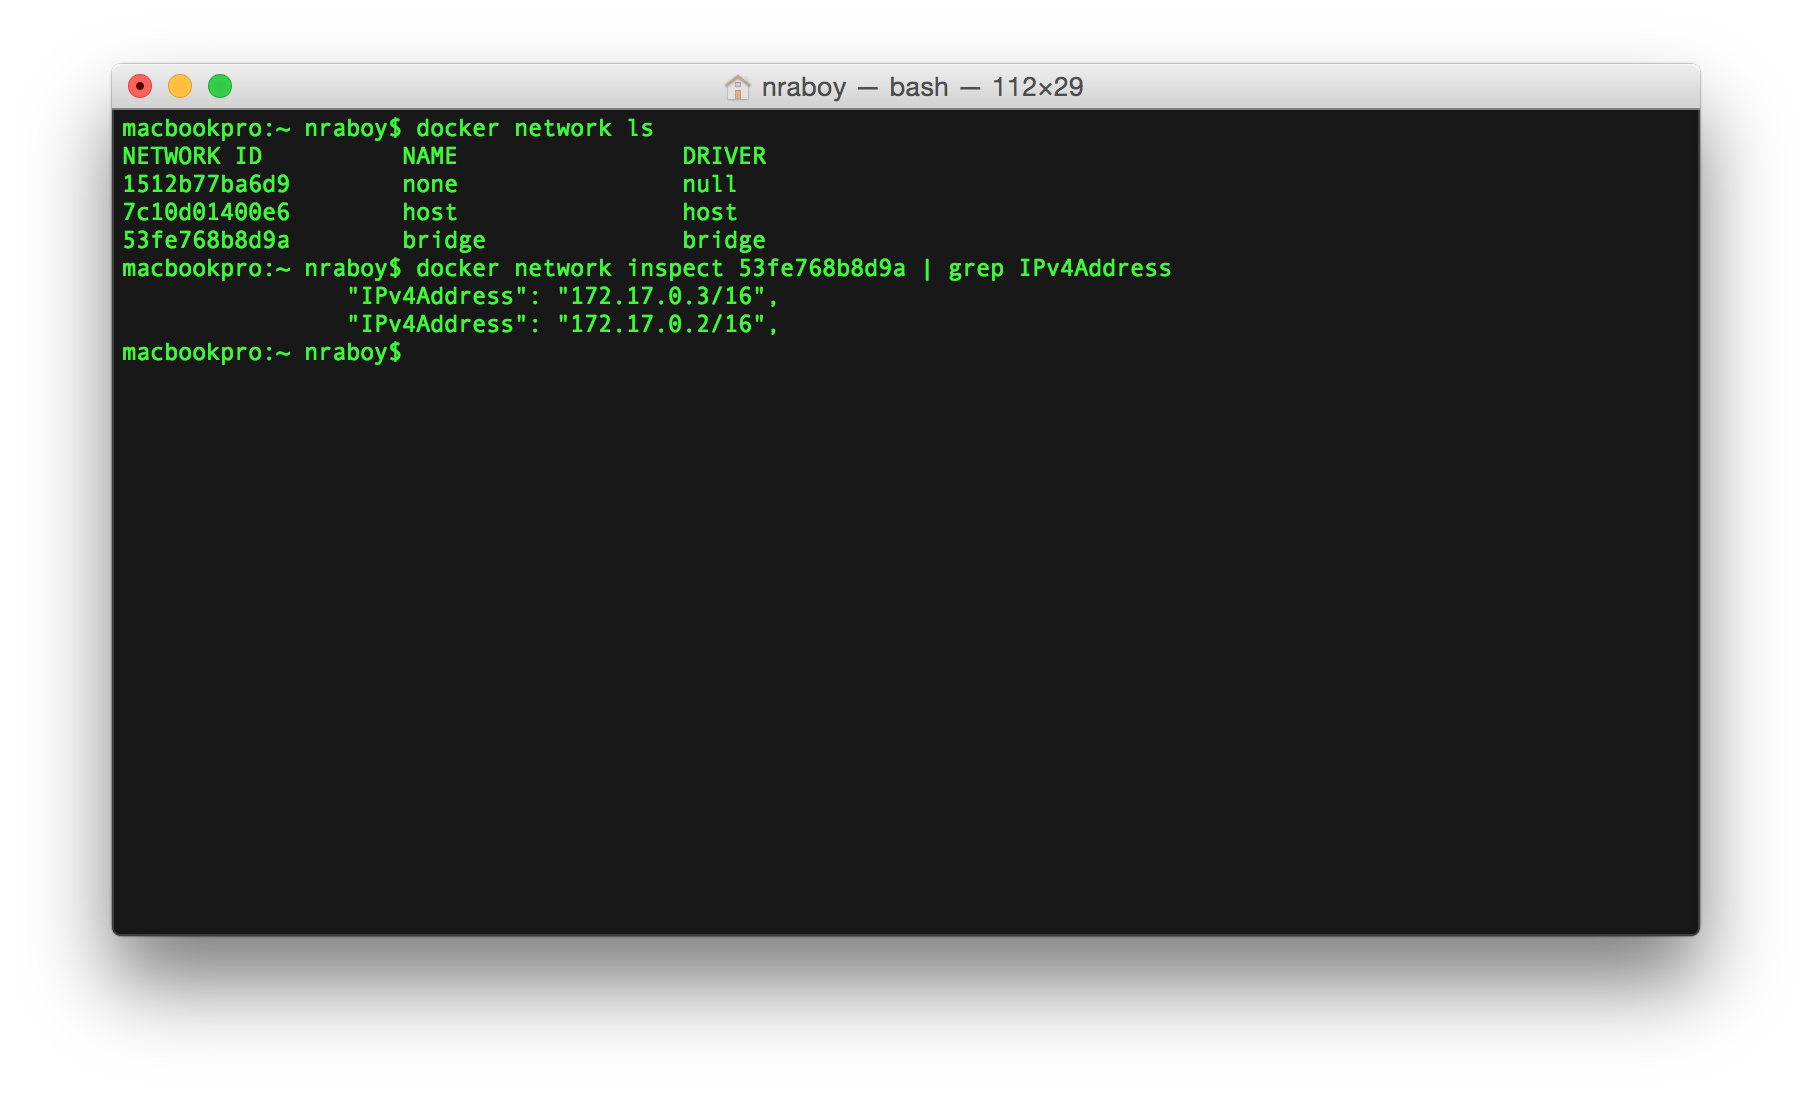 nraboy — bash — 112×29
macbookpro:~ nraboy$ docker network ls
NETWORK ID          NAME                DRIVER
1512b77ba6d9        none                null
7c10d01400e6        host                host
53fe768b8d9a        bridge              bridge
macbookpro:~ nraboy$ docker network inspect 53fe768b8d9a | grep IPv4Address
                "IPv4Address": "172.17.0.3/16",
                "IPv4Address": "172.17.0.2/16",
macbookpro:~ nraboy$